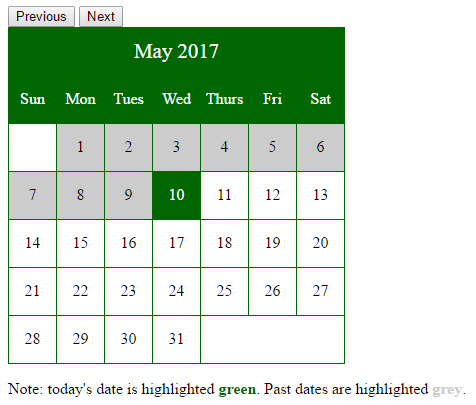 Previous Next
May 2017
Sun Mon Tues Wed Thurs Fri Sat
1 2 3 4 5 6
7 8 9 10 11 12 13
14 15 16 17 18 19 20
21 22 23 24 25 26 27
28 29 30 31
Note: today's date is highlighted green. Past dates are highlighted grey.